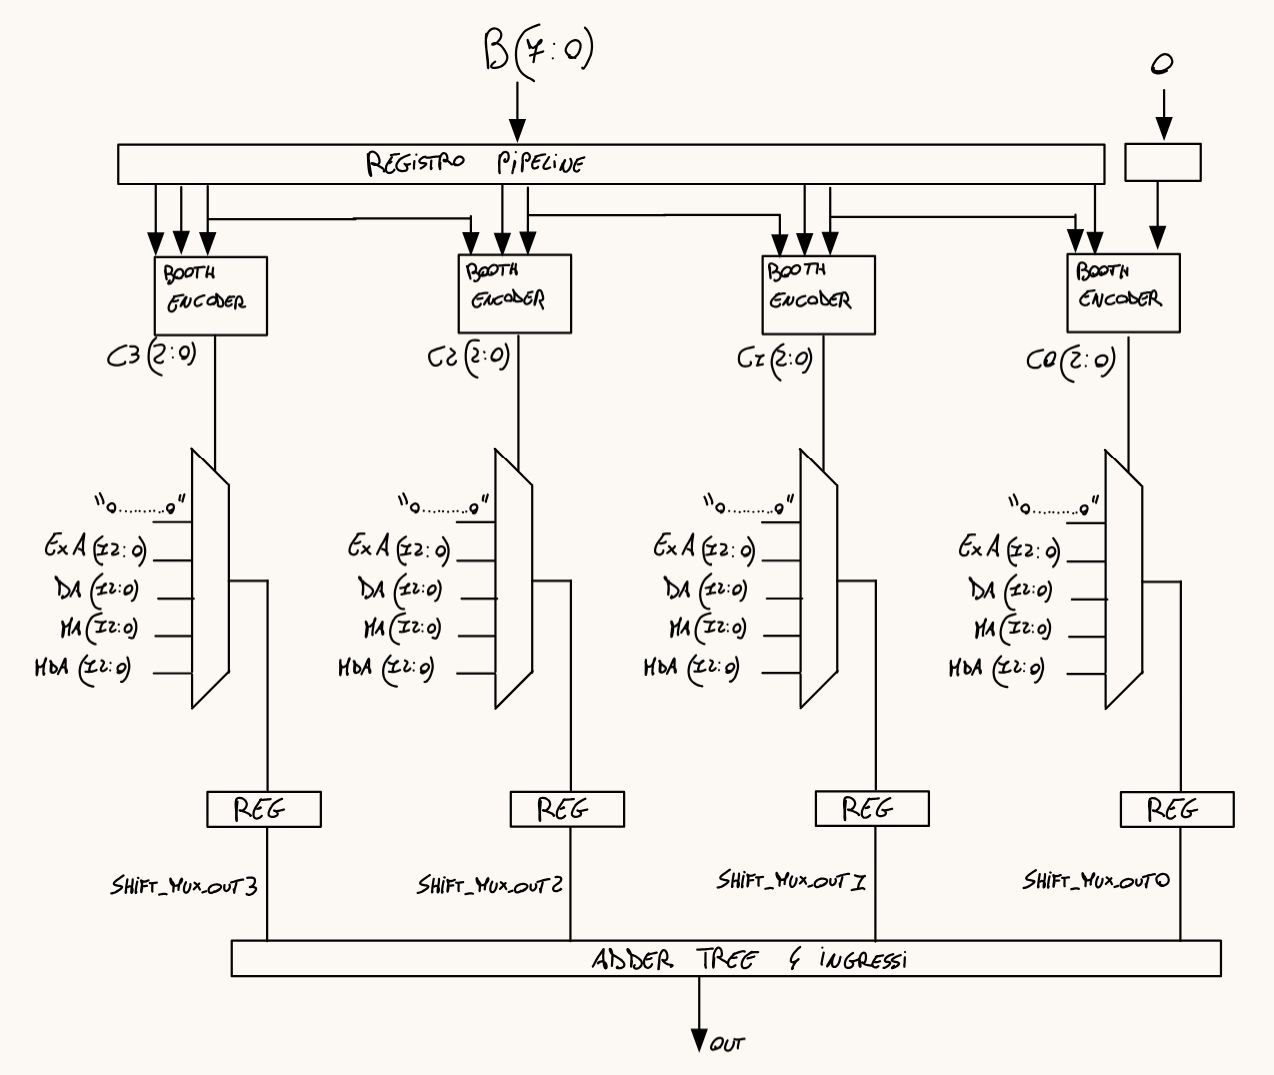 B(7:0)
0
REGISTRO PIPELINE
BOOTH
ENCODER
BOOTH
ENCODER
BOOTH
ENCODER
BOOTH
ENCODER
C3(2:0)
C2(2:0)
C1(2:0)
C0(2:0)
"0........0"
"0........0"
"0........0"
"0........0"
ExA(12:0)
ExA(12:0)
ExA(12:0)
ExA(12:0)
DA(12:0)
DA(12:0)
DA(12:0)
DA(12:0)
MA(12:0)
MA(12:0)
MA(12:0)
MA(12:0)
MDA(12:0)
MDA(12:0)
MDA(12:0)
MDA(12:0)
REG
REG
REG
REG
SHIFT_MUX_OUT3
SHIFT_MUX_OUT2
SHIFT_MUX_OUT1
SHIFT_MUX_OUT0
ADDER TREE 4 INGRESSI
OUT